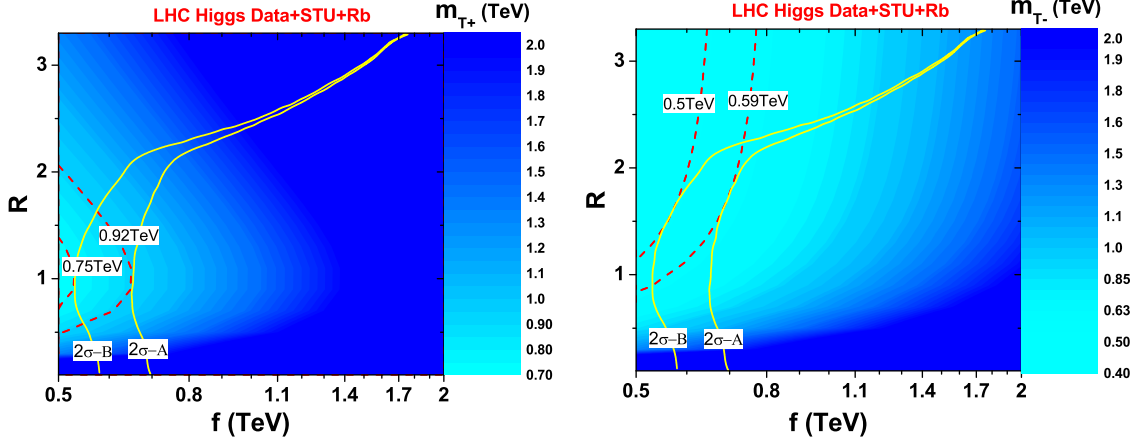 LHC Higgs Data+STU+Rb
m_T+ (TeV)
R
3
2
1
0.92TeV
0.75TeV
2σ−B
2σ−A
0.5
0.8
1.1
1.4
1.7
2
f (TeV)
2.0
1.9
1.8
1.7
1.6
1.5
1.4
1.3
1.2
1.1
1.0
0.90
0.80
0.70
LHC Higgs Data+STU+Rb
m_T- (TeV)
R
3
2
1
0.5TeV
0.59TeV
2σ−B
2σ−A
0.5
0.8
1.1
1.4
1.7
2
f (TeV)
2.0
1.9
1.8
1.6
1.5
1.3
1.2
1.1
1.0
0.85
0.63
0.50
0.40